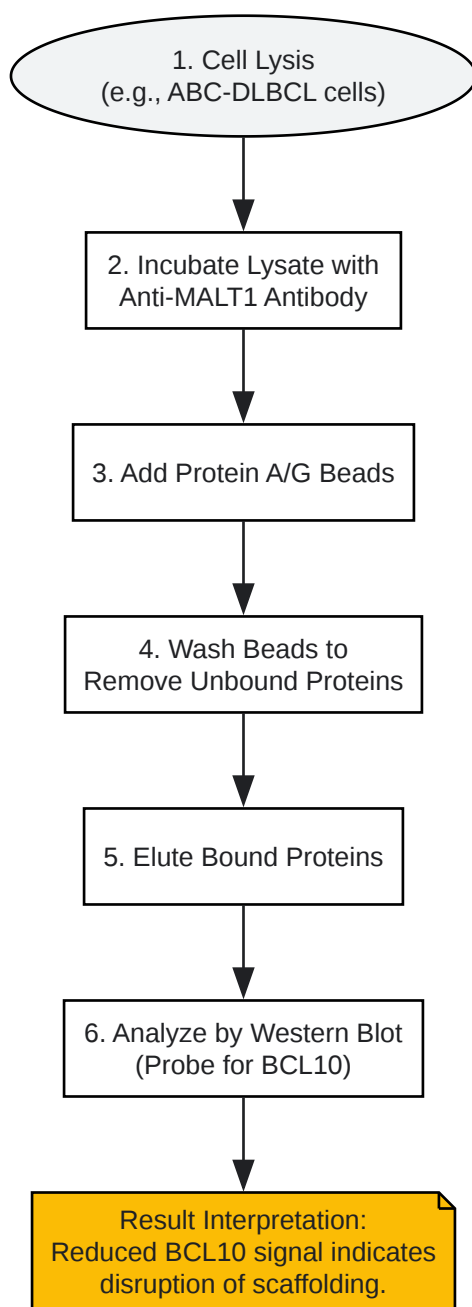 1. Cell Lysis
(e.g., ABC-DLBCL cells)
2. Incubate Lysate with
Anti-MALT1 Antibody
3. Add Protein A/G Beads
4. Wash Beads to
Remove Unbound Proteins
5. Elute Bound Proteins
6. Analyze by Western Blot
(Probe for BCL10)
Result Interpretation:
Reduced BCL10 signal indicates
disruption of scaffolding.